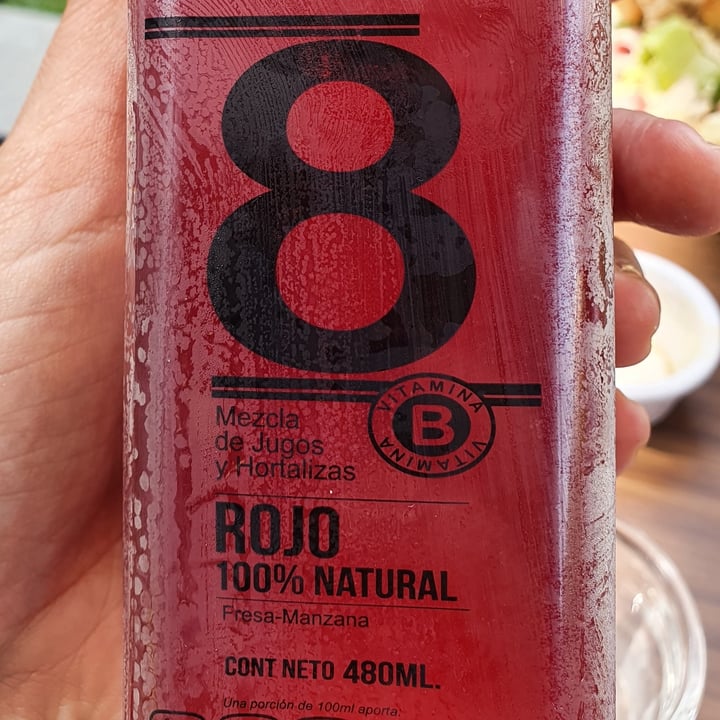 8
VITAMINA
B
VITAMINA
Mezcla
de Jugos
y Hortalizas
ROJO
100% NATURAL
Fresa-Manzana
CONT NETO 480ML.
Una porción de 100ml aporta: